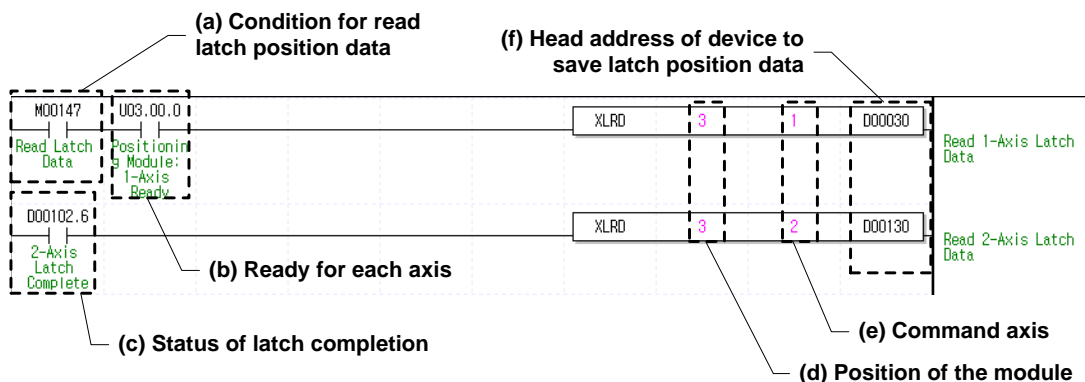 (a) Condition for read
latch position data
(f) Head address of device to
save latch position data
M00147
U03.00.0
XLRD 3 1 D00030
Read Latch
Data
Positionin
g Module:
1-Axis
Ready
Read 1-Axis Latch
Data
D00102.6
XLRD 3 2 D00130
2-Axis
Latch
Complete
Read 2-Axis Latch
Data
(b) Ready for each axis
(c) Status of latch completion
(e) Command axis
(d) Position of the module